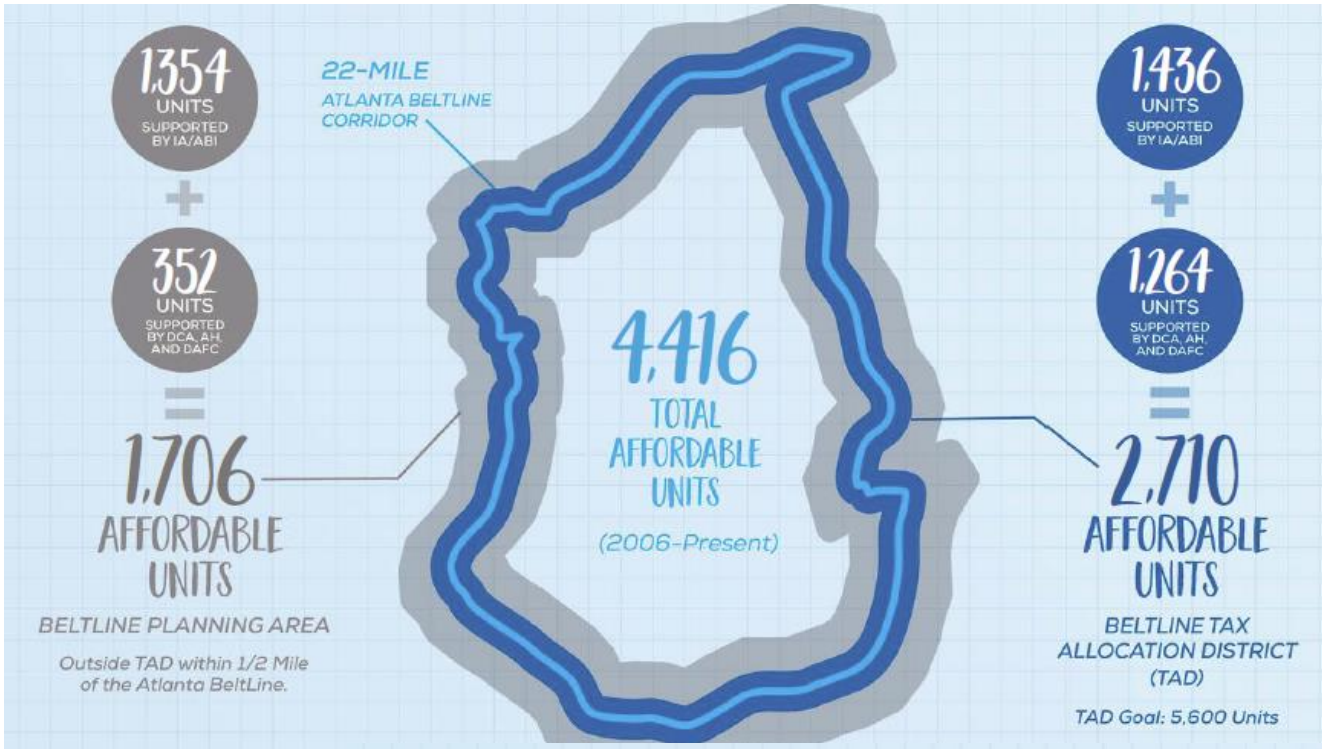 1,354
UNITS
SUPPORTED
BY IA/ABI
+
352
UNITS
SUPPORTED
BY DCA, AH,
AND DAFC
=
1,706
AFFORDABLE
UNITS
BELTLINE PLANNING AREA
Outside TAD within 1/2 Mile
of the Atlanta BeltLine.
22-MILE
ATLANTA BELTLINE
CORRIDOR
4,416
TOTAL
AFFORDABLE
UNITS
(2006-Present)
1,436
UNITS
SUPPORTED
BY IA/ABI
+
1,264
UNITS
SUPPORTED
BY DCA, AH,
AND DAFC
=
2,710
AFFORDABLE
UNITS
BELTLINE TAX
ALLOCATION DISTRICT
(TAD)
TAD Goal: 5,600 Units